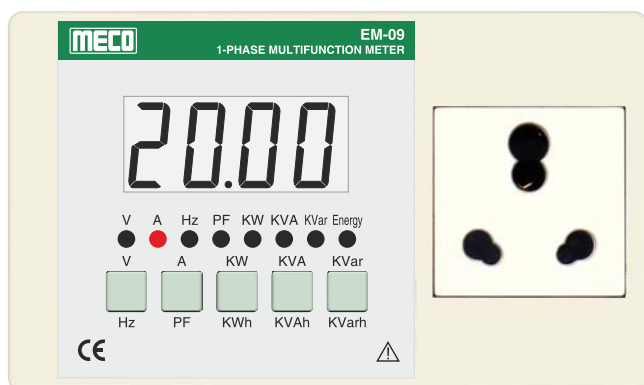 MECO
EM-09
1-PHASE MULTIFUNCTION METER
20.00
V A Hz PF KW KVA KVar Energy
V A KW KVA KVar
Hz PF KWh KVAh KVarh
CE